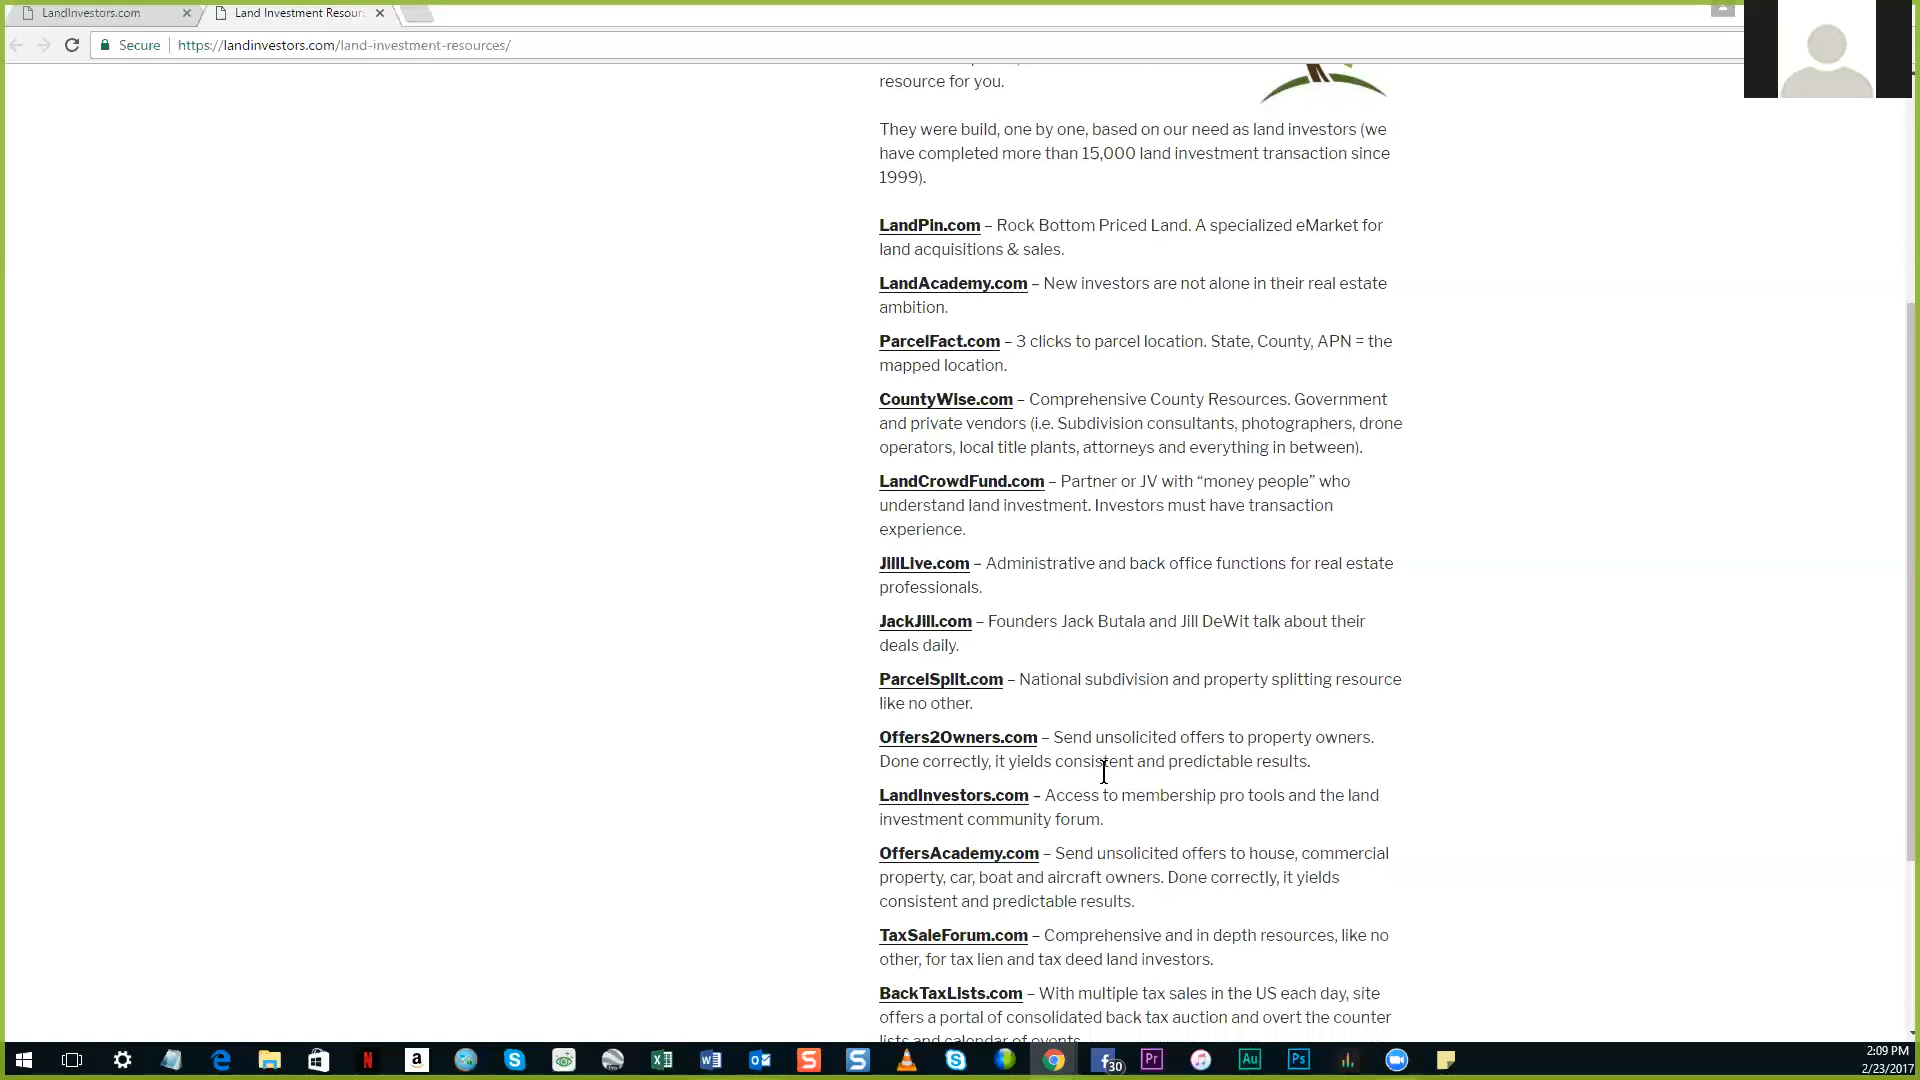 LandInvestors.com
Land Investment Resour
Secure
https://landinvestors.com/land-investment-resources/
resource for you.
They were build, one by one, based on our need as land investors (we
have completed more than 15,000 land investment transaction since
1999).
LandPin.com – Rock Bottom Priced Land. A specialized eMarket for
land acquisitions & sales.
LandAcademy.com – New investors are not alone in their real estate
ambition.
ParcelFact.com – 3 clicks to parcel location. State, County, APN = the
mapped location.
CountyWise.com – Comprehensive County Resources. Government
and private vendors (i.e. Subdivision consultants, photographers, drone
operators, local title plants, attorneys and everything in between).
LandCrowdFund.com – Partner or JV with “money people” who
understand land investment. Investors must have transaction
experience.
JillLive.com – Administrative and back office functions for real estate
professionals.
JackJill.com – Founders Jack Butala and Jill DeWit talk about their
deals daily.
ParcelSplit.com – National subdivision and property splitting resource
like no other.
Offers2Owners.com – Send unsolicited offers to property owners.
Done correctly, it yields consistent and predictable results.
LandInvestors.com – Access to membership pro tools and the land
investment community forum.
OffersAcademy.com – Send unsolicited offers to house, commercial
property, car, boat and aircraft owners. Done correctly, it yields
consistent and predictable results.
TaxSaleForum.com – Comprehensive and in depth resources, like no
other, for tax lien and tax deed land investors.
BackTaxLists.com – With multiple tax sales in the US each day, site
offers a portal of consolidated back tax auction and overt the counter
lists and calendar of events.
30
2:09 PM
2/23/2017